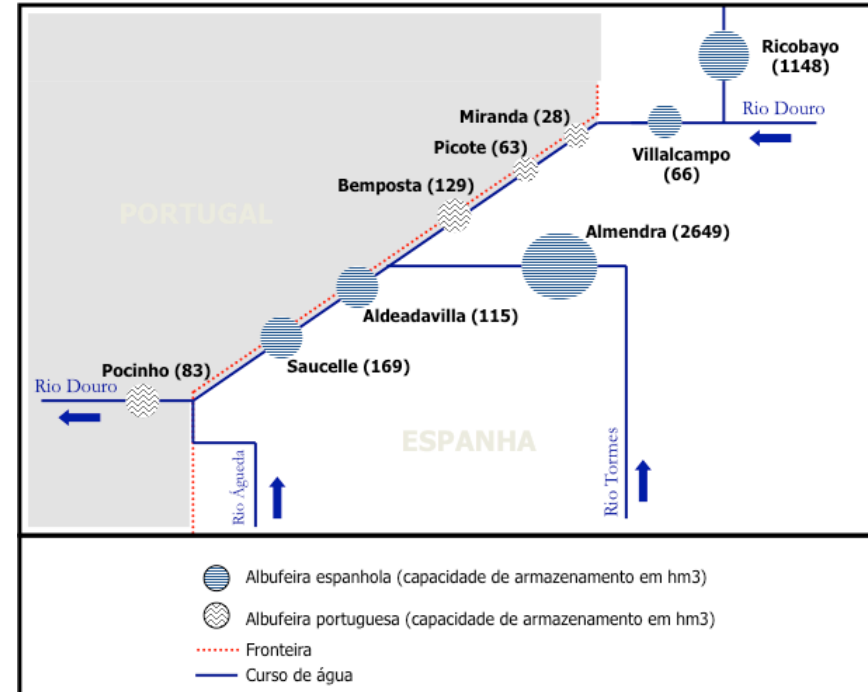 Ricobayo
(1148)
Rio Douro
Miranda (28)
Picote (63)
Villalcampo
(66)
Bemposta (129)
PORTUGAL
Almendra (2649)
Aldeadavilla (115)
Saucelle (169)
Pocinho (83)
Rio Douro
ESPANHA
Rio Águeda
Rio Tormes
Albufeira espanhola (capacidade de armazenamento em hm3)
Albufeira portuguesa (capacidade de armazenamento em hm3)
Fronteira
Curso de água